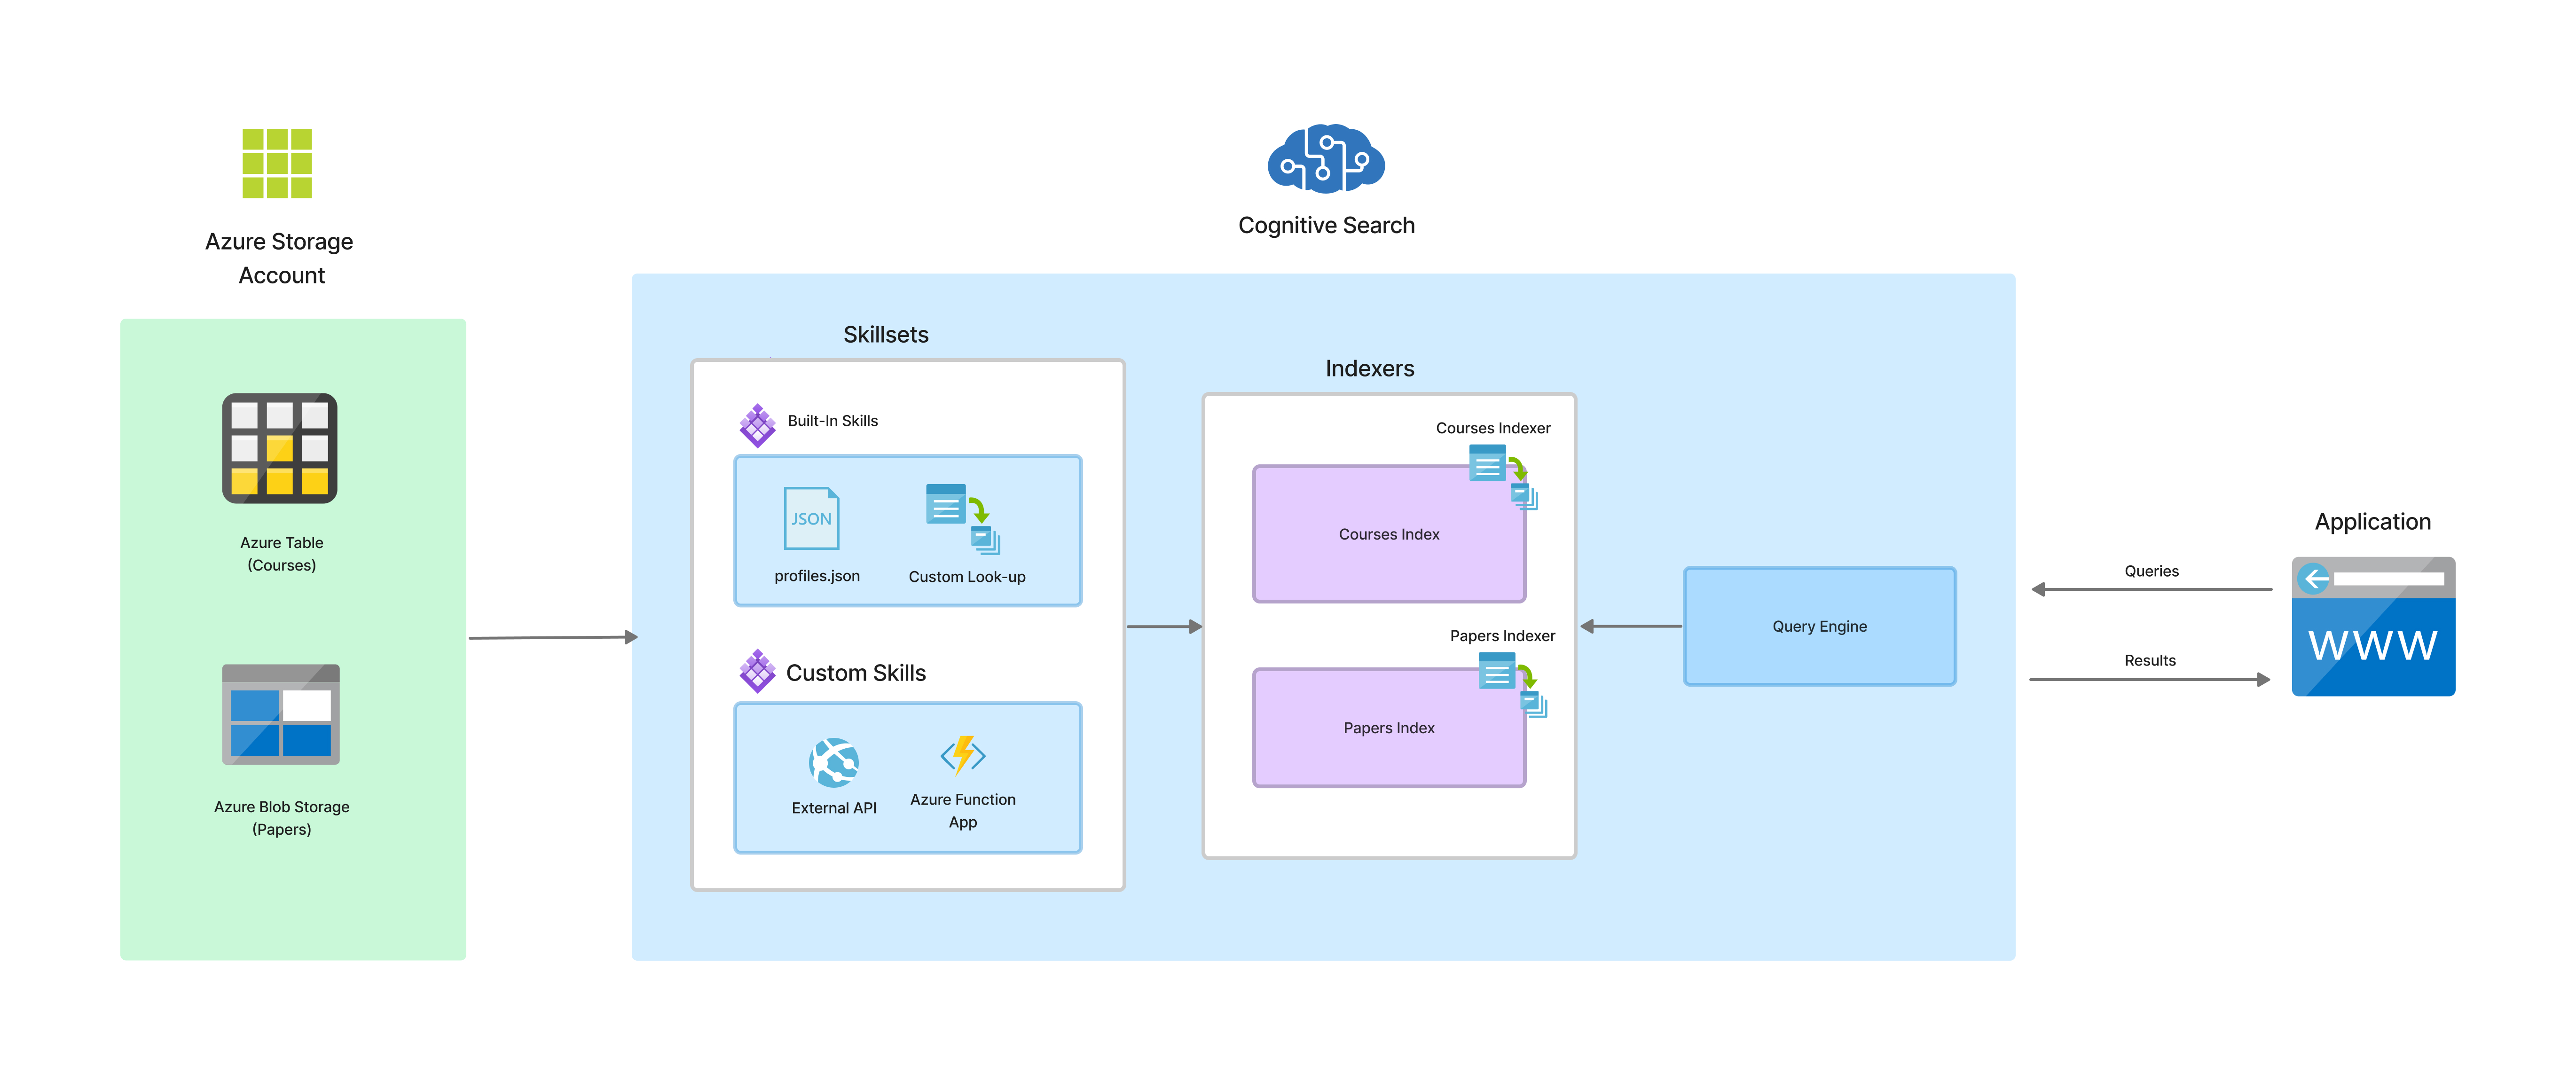 Azure Storage
Account
Azure Table
(Courses)
Azure Blob Storage
(Papers)
Cognitive Search
Skillsets
Built-In Skills
JSON
profiles.json
Custom Look-up
Custom Skills
External API
Azure Function
App
Indexers
Courses Indexer
Courses Index
Papers Indexer
Papers Index
Query Engine
Queries
Results
Application
WWW